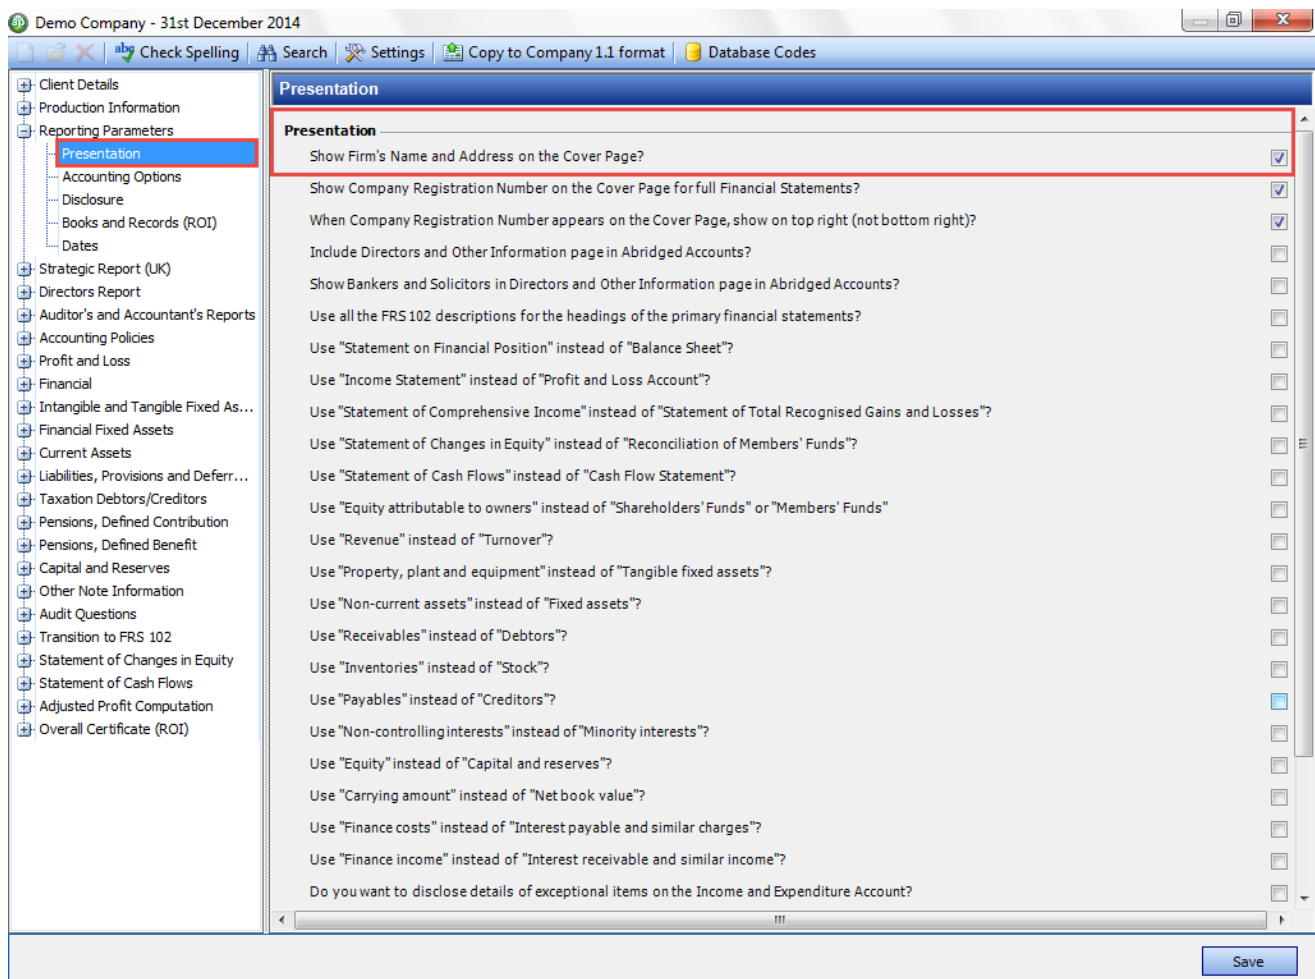 Demo Company - 31st December 2014
abc Check Spelling Search Settings Copy to Company 1.1 format Database Codes
Client Details
Production Information
Reporting Parameters
Presentation
Accounting Options
Disclosure
Books and Records (ROI)
Dates
Strategic Report (UK)
Directors Report
Auditor's and Accountant's Reports
Accounting Policies
Profit and Loss
Financial
Intangible and Tangible Fixed As...
Financial Fixed Assets
Current Assets
Liabilities, Provisions and Deferr...
Taxation Debtors/Creditors
Pensions, Defined Contribution
Pensions, Defined Benefit
Capital and Reserves
Other Note Information
Audit Questions
Transition to FRS 102
Statement of Changes in Equity
Statement of Cash Flows
Adjusted Profit Computation
Overall Certificate (ROI)
Presentation
Presentation
Show Firm's Name and Address on the Cover Page?
Show Company Registration Number on the Cover Page for full Financial Statements?
When Company Registration Number appears on the Cover Page, show on top right (not bottom right)?
Include Directors and Other Information page in Abridged Accounts?
Show Bankers and Solicitors in Directors and Other Information page in Abridged Accounts?
Use all the FRS 102 descriptions for the headings of the primary financial statements?
Use "Statement on Financial Position" instead of "Balance Sheet"?
Use "Income Statement" instead of "Profit and Loss Account"?
Use "Statement of Comprehensive Income" instead of "Statement of Total Recognised Gains and Losses"?
Use "Statement of Changes in Equity" instead of "Reconciliation of Members' Funds"?
Use "Statement of Cash Flows" instead of "Cash Flow Statement"?
Use "Equity attributable to owners" instead of "Shareholders' Funds" or "Members' Funds"
Use "Revenue" instead of "Turnover"?
Use "Property, plant and equipment" instead of "Tangible fixed assets"?
Use "Non-current assets" instead of "Fixed assets"?
Use "Receivables" instead of "Debtors"?
Use "Inventories" instead of "Stock"?
Use "Payables" instead of "Creditors"?
Use "Non-controlling interests" instead of "Minority interests"?
Use "Equity" instead of "Capital and reserves"?
Use "Carrying amount" instead of "Net book value"?
Use "Finance costs" instead of "Interest payable and similar charges"?
Use "Finance income" instead of "Interest receivable and similar income"?
Do you want to disclose details of exceptional items on the Income and Expenditure Account?
Save